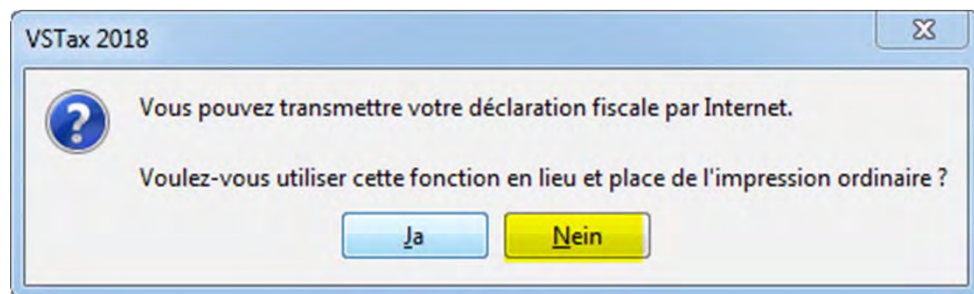 VSTax 2018
Vous pouvez transmettre votre déclaration fiscale par Internet.
Voulez-vous utiliser cette fonction en lieu et place de l'impression ordinaire ?
Ja
Nein